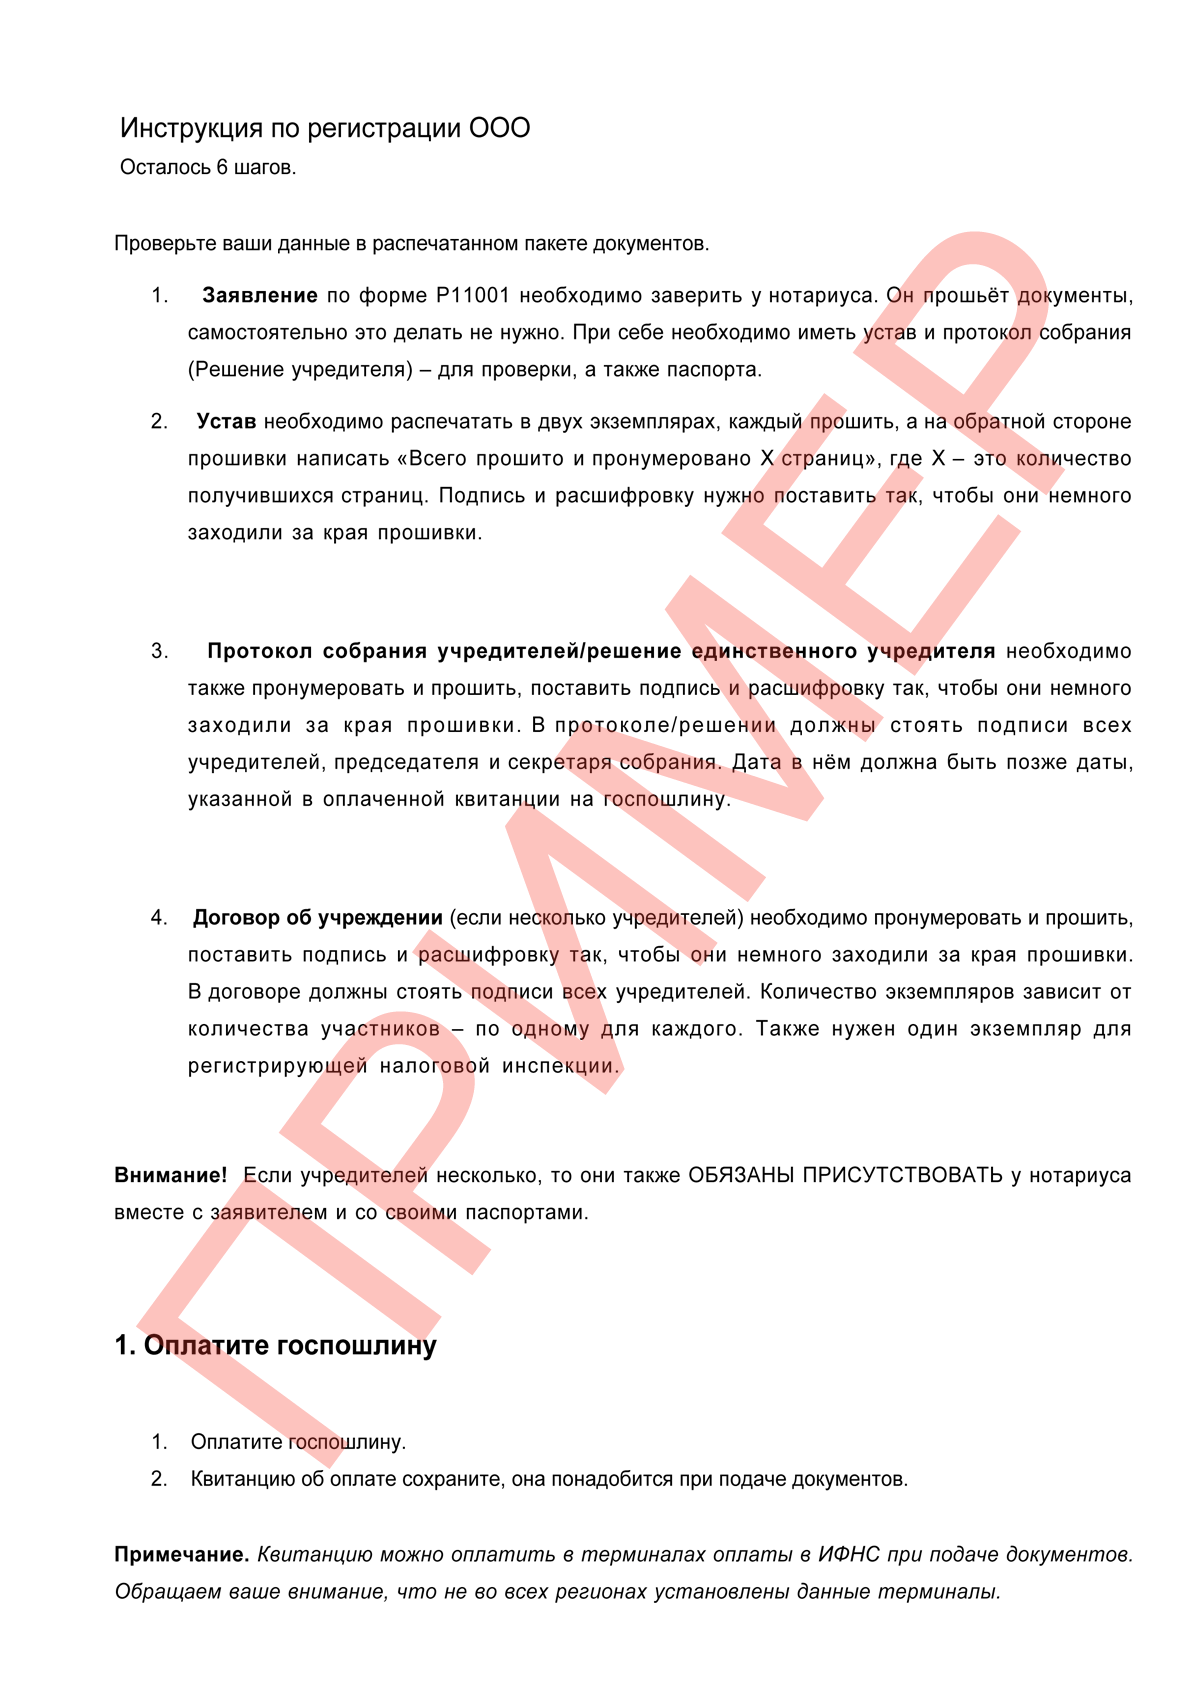 Инструкция по регистрации ООО
Осталось 6 шагов.
Проверьте ваши данные в распечатанном пакете документов.
1. Заявление по форме Р11001 необходимо заверить у нотариуса. Он прошьёт документы,
самостоятельно это делать не нужно. При себе необходимо иметь устав и протокол собрания
(Решение учредителя) – для проверки, а также паспорта.
2. Устав необходимо распечатать в двух экземплярах, каждый прошить, а на обратной стороне
прошивки написать «Всего прошито и пронумеровано X страниц», где X – это количество
получившихся страниц. Подпись и расшифровку нужно поставить так, чтобы они немного
заходили за края прошивки.
3. Протокол собрания учредителей/решение единственного учредителя необходимо
также пронумеровать и прошить, поставить подпись и расшифровку так, чтобы они немного
заходили за края прошивки. В протоколе/решении должны стоять подписи всех
учредителей, председателя и секретаря собрания. Дата в нём должна быть позже даты,
указанной в оплаченной квитанции на госпошлину.
4. Договор об учреждении (если несколько учредителей) необходимо пронумеровать и прошить,
поставить подпись и расшифровку так, чтобы они немного заходили за края прошивки.
В договоре должны стоять подписи всех учредителей. Количество экземпляров зависит от
количества участников – по одному для каждого. Также нужен один экземпляр для
регистрирующей налоговой инспекции.
Внимание! Если учредителей несколько, то они также ОБЯЗАНЫ ПРИСУТСТВОВАТЬ у нотариуса
вместе с заявителем и со своими паспортами.
1. Оплатите госпошлину
1. Оплатите госпошлину.
2. Квитанцию об оплате сохраните, она понадобится при подаче документов.
Примечание. Квитанцию можно оплатить в терминалах оплаты в ИФНС при подаче документов.
Обращаем ваше внимание, что не во всех регионах установлены данные терминалы.
ПРИМЕР